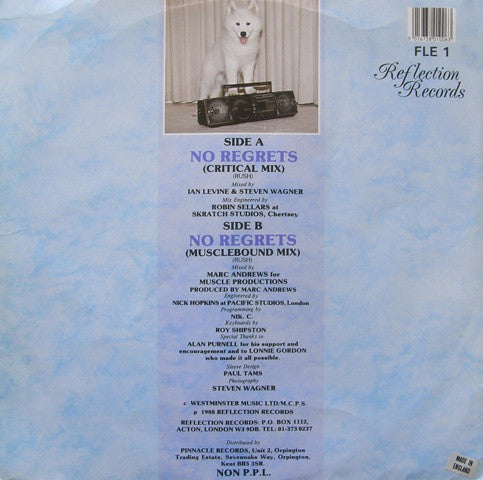 FLE 1
Reflection
Records
SIDE A
NO REGRETS
(CRITICAL MIX)
(RUSH)
Mixed by
IAN LEVINE & STEVEN WAGNER
Mix Engineered by
ROBIN SELLARS at
SKRATCH STUDIOS, Chertsey
SIDE B
NO REGRETS
(MUSCLEBOUND MIX)
(RUSH)
Mixed by
MARC ANDREWS for
MUSCLE PRODUCTIONS
PRODUCED BY MARC ANDREWS
Engineered by
NICK HOPKINS at PACIFIC STUDIOS, London
Programming by
NIK. C.
Keyboards by
ROY SHIPSTON
Special Thanks to
ALAN PURNELL for his support and
encouragement and to LONNIE GORDON
who made it all possible.
Sleeve Design
PAUL TAMS
Photography
STEVEN WAGNER
c WESTMINSTER MUSIC LTD/M.C.P.S.
p 1988 REFLECTION RECORDS
REFLECTION RECORDS: P.O. BOX 1312,
ACTON, LONDON W3 9DB. TEL: 01-373 0237
Distributed by
PINNACLE RECORDS, Unit 2, Orpington
Trading Estate, Sevenoaks Way, Orpington,
Kent BR5 3SR.
NON P.P.L.
MADE IN
ENGLAND